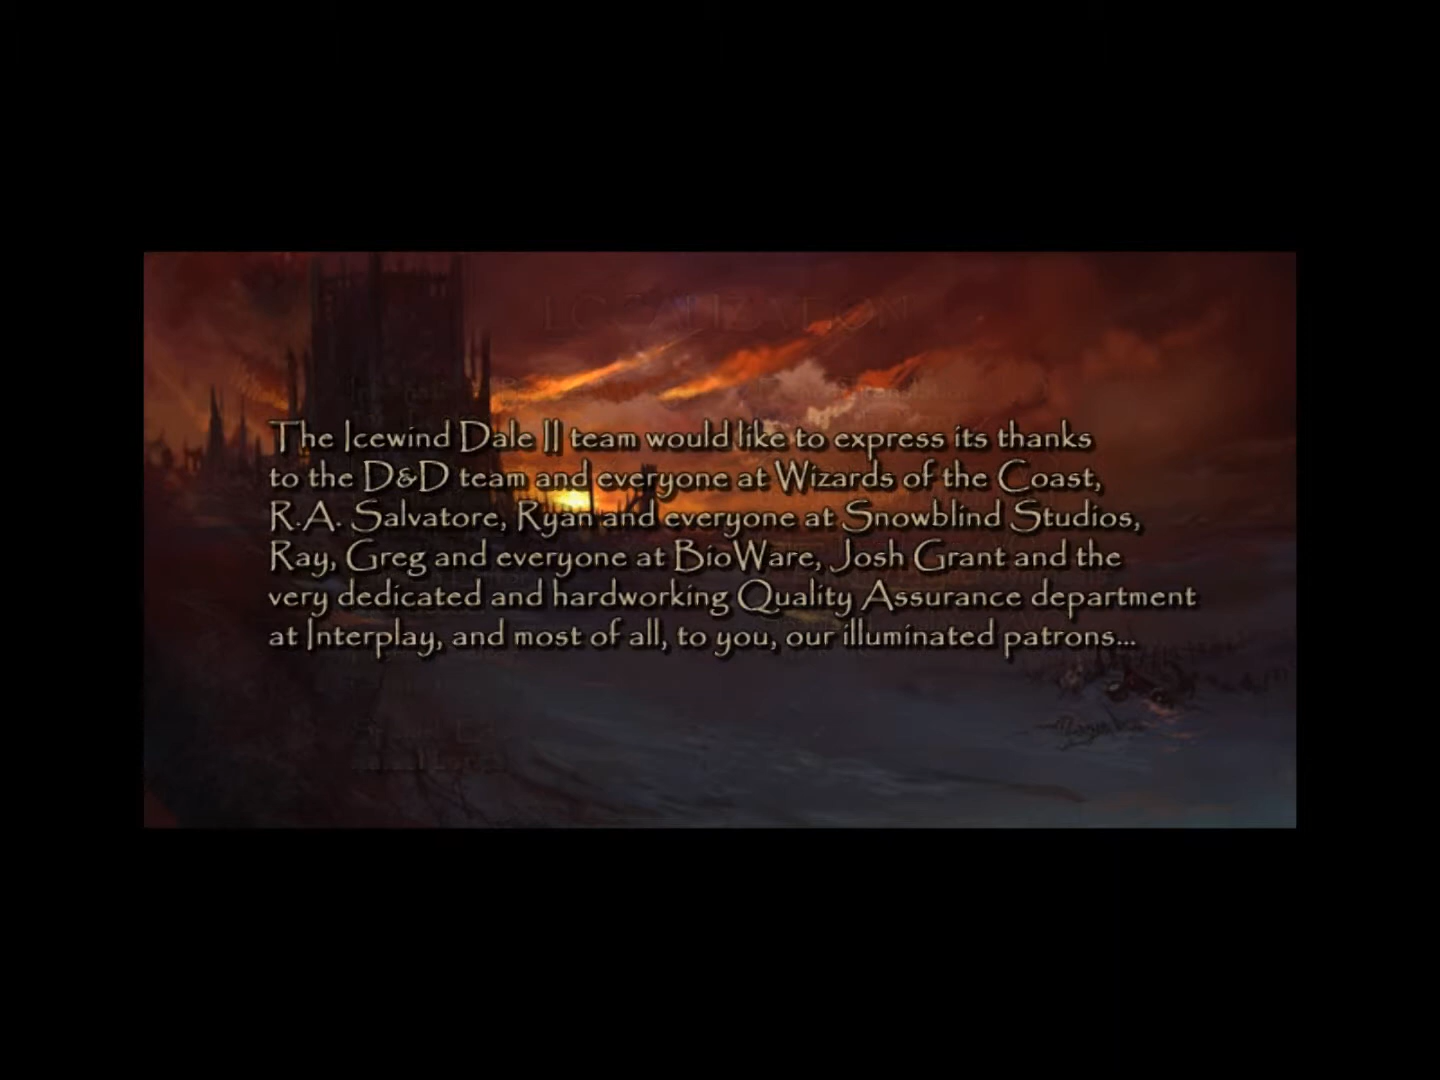 LOCALIZATION
The Icewind Dale II team would like to express its thanks
to the D&D team and everyone at Wizards of the Coast,
R.A. Salvatore, Ryan and everyone at Snowblind Studios,
Ray, Greg and everyone at BioWare, Josh Grant and the
very dedicated and hardworking Quality Assurance department
at Interplay, and most of all, to you, our illuminated patrons...